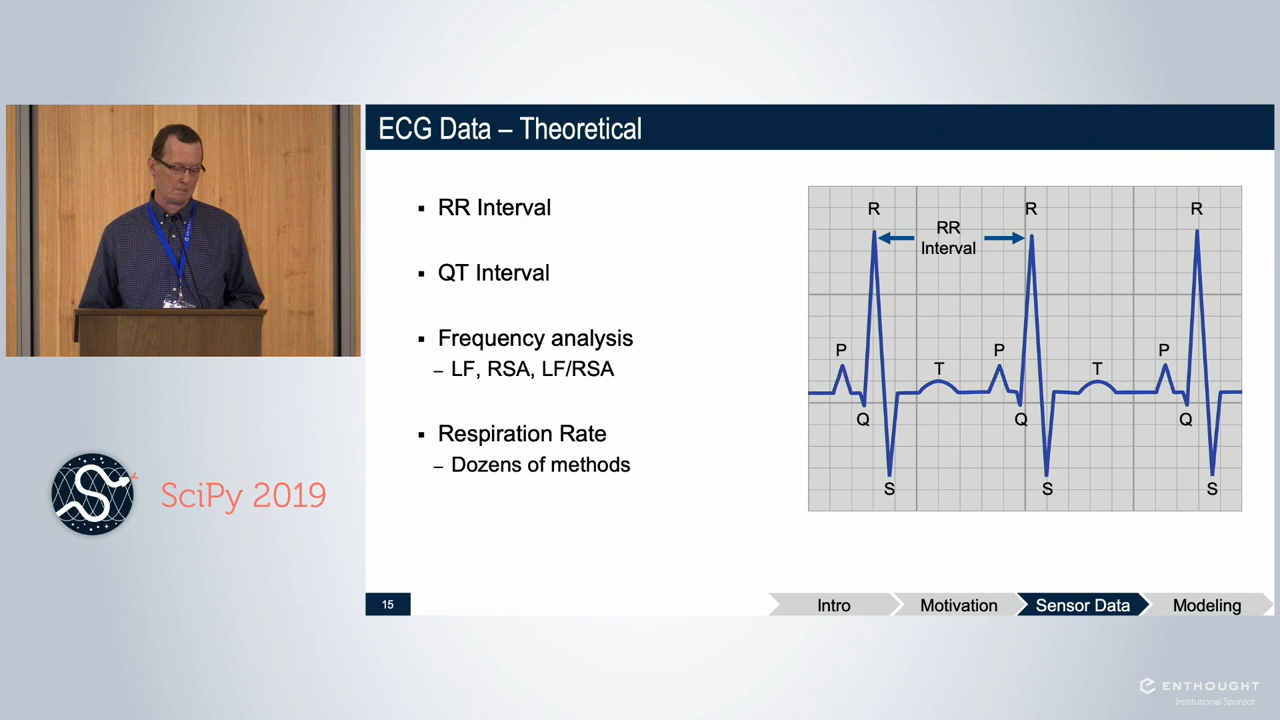 ECG Data – Theoretical
▪ RR Interval
▪ QT Interval
▪ Frequency analysis
– LF, RSA, LF/RSA
▪ Respiration Rate
– Dozens of methods
R
R
R
RR
Interval
P
P
P
T
T
Q
Q
Q
S
S
S
SciPy 2019
15
Intro
Motivation
Sensor Data
Modeling
ENTHOUGHT
Institutional Sponsor